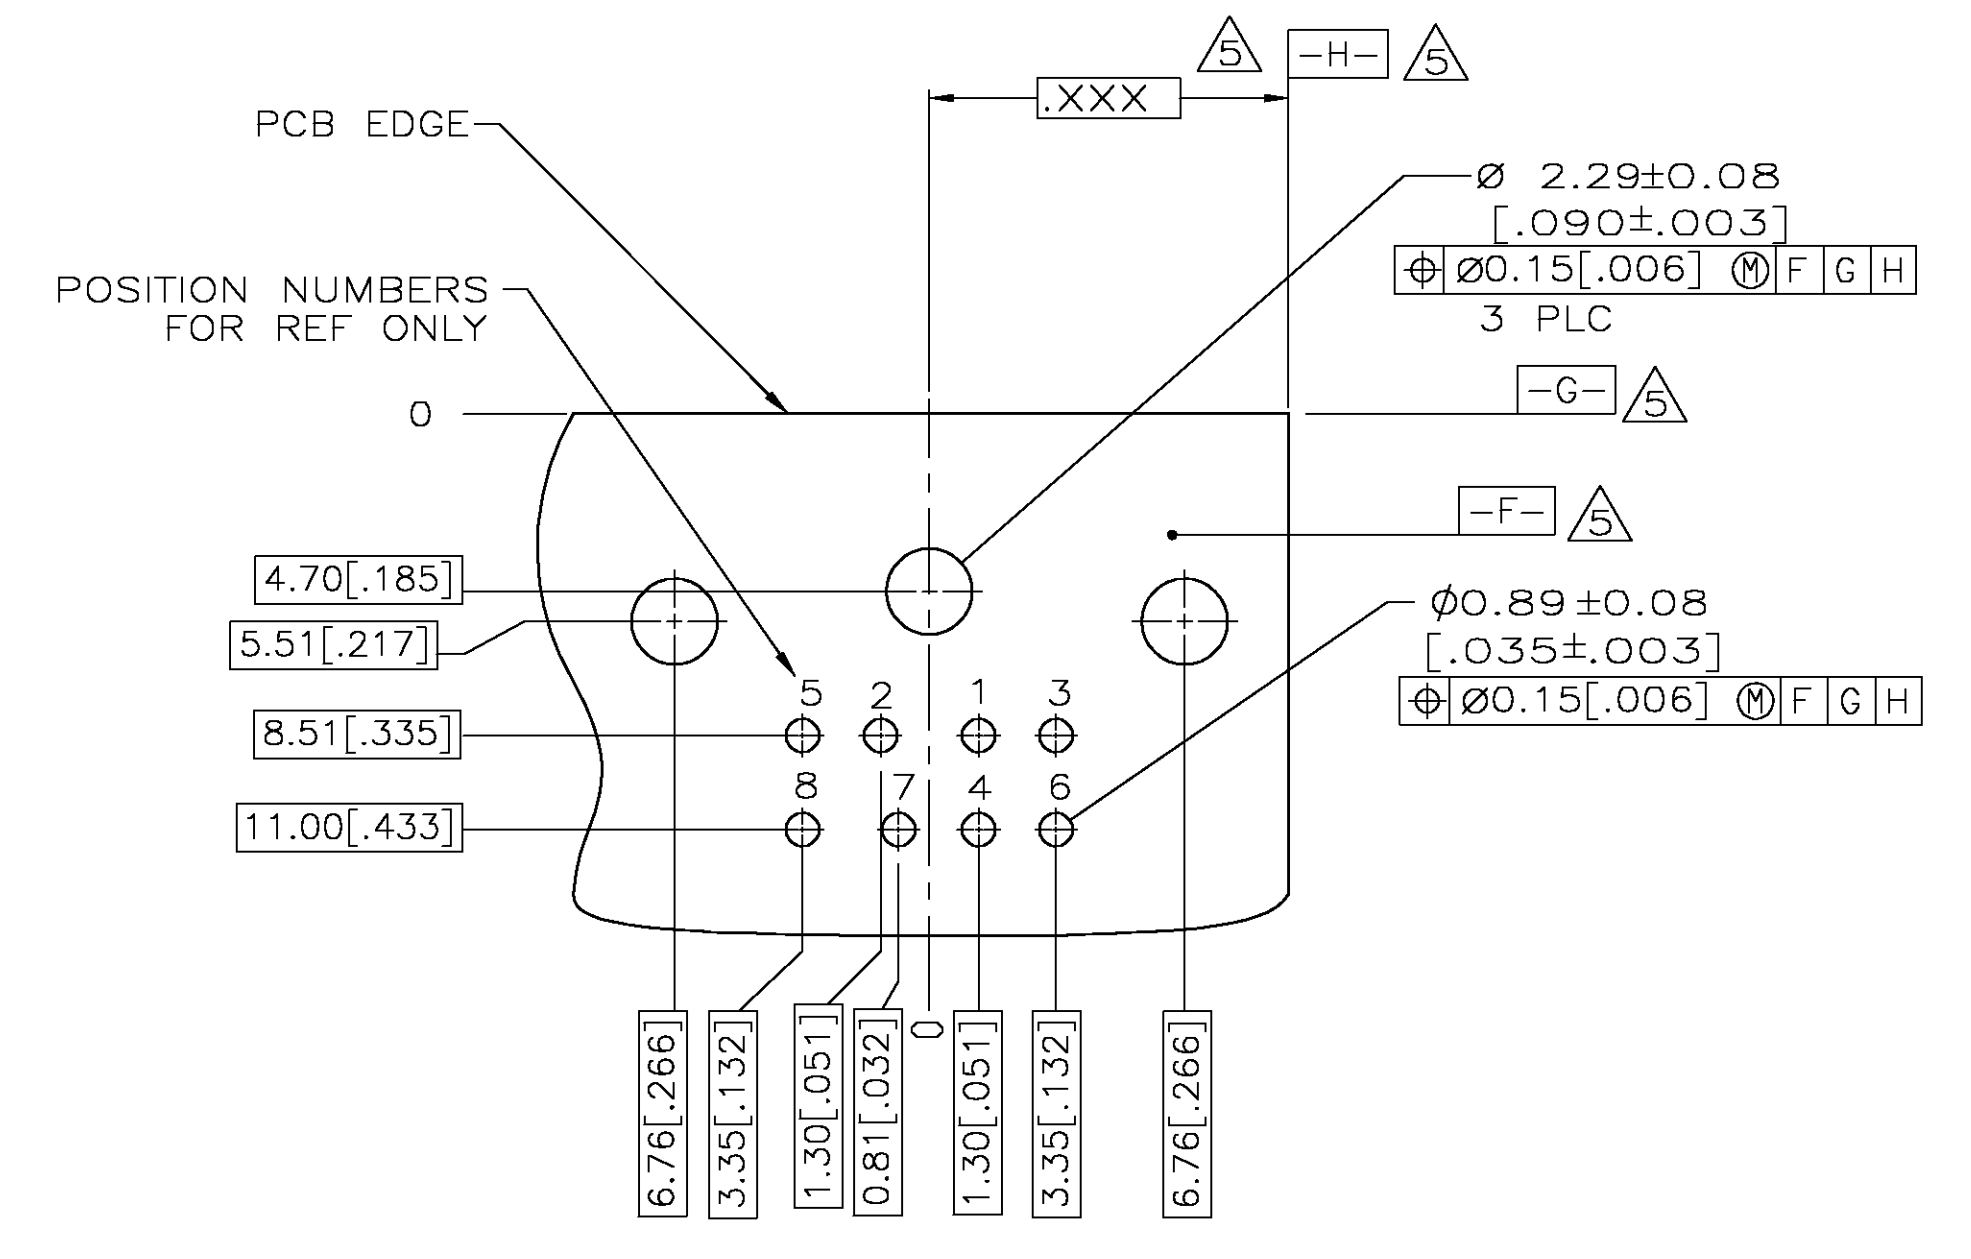 5
-H-
5
.XXX
PCB EDGE
Ø 2.29±0.08
[.090±.003]
⌖ Ø0.15[.006] Ⓜ F G H
3 PLC
POSITION NUMBERS
FOR REF ONLY
-G-
5
0
-F-
5
4.70[.185]
5.51[.217]
Ø0.89±0.08
[.035±.003]
⌖ Ø0.15[.006] Ⓜ F G H
5 2 1 3
8.51[.335]
8 7 4 6
11.00[.433]
6.76[.266]
3.35[.132]
1.30[.051]
0.81[.032]
0
1.30[.051]
3.35[.132]
6.76[.266]